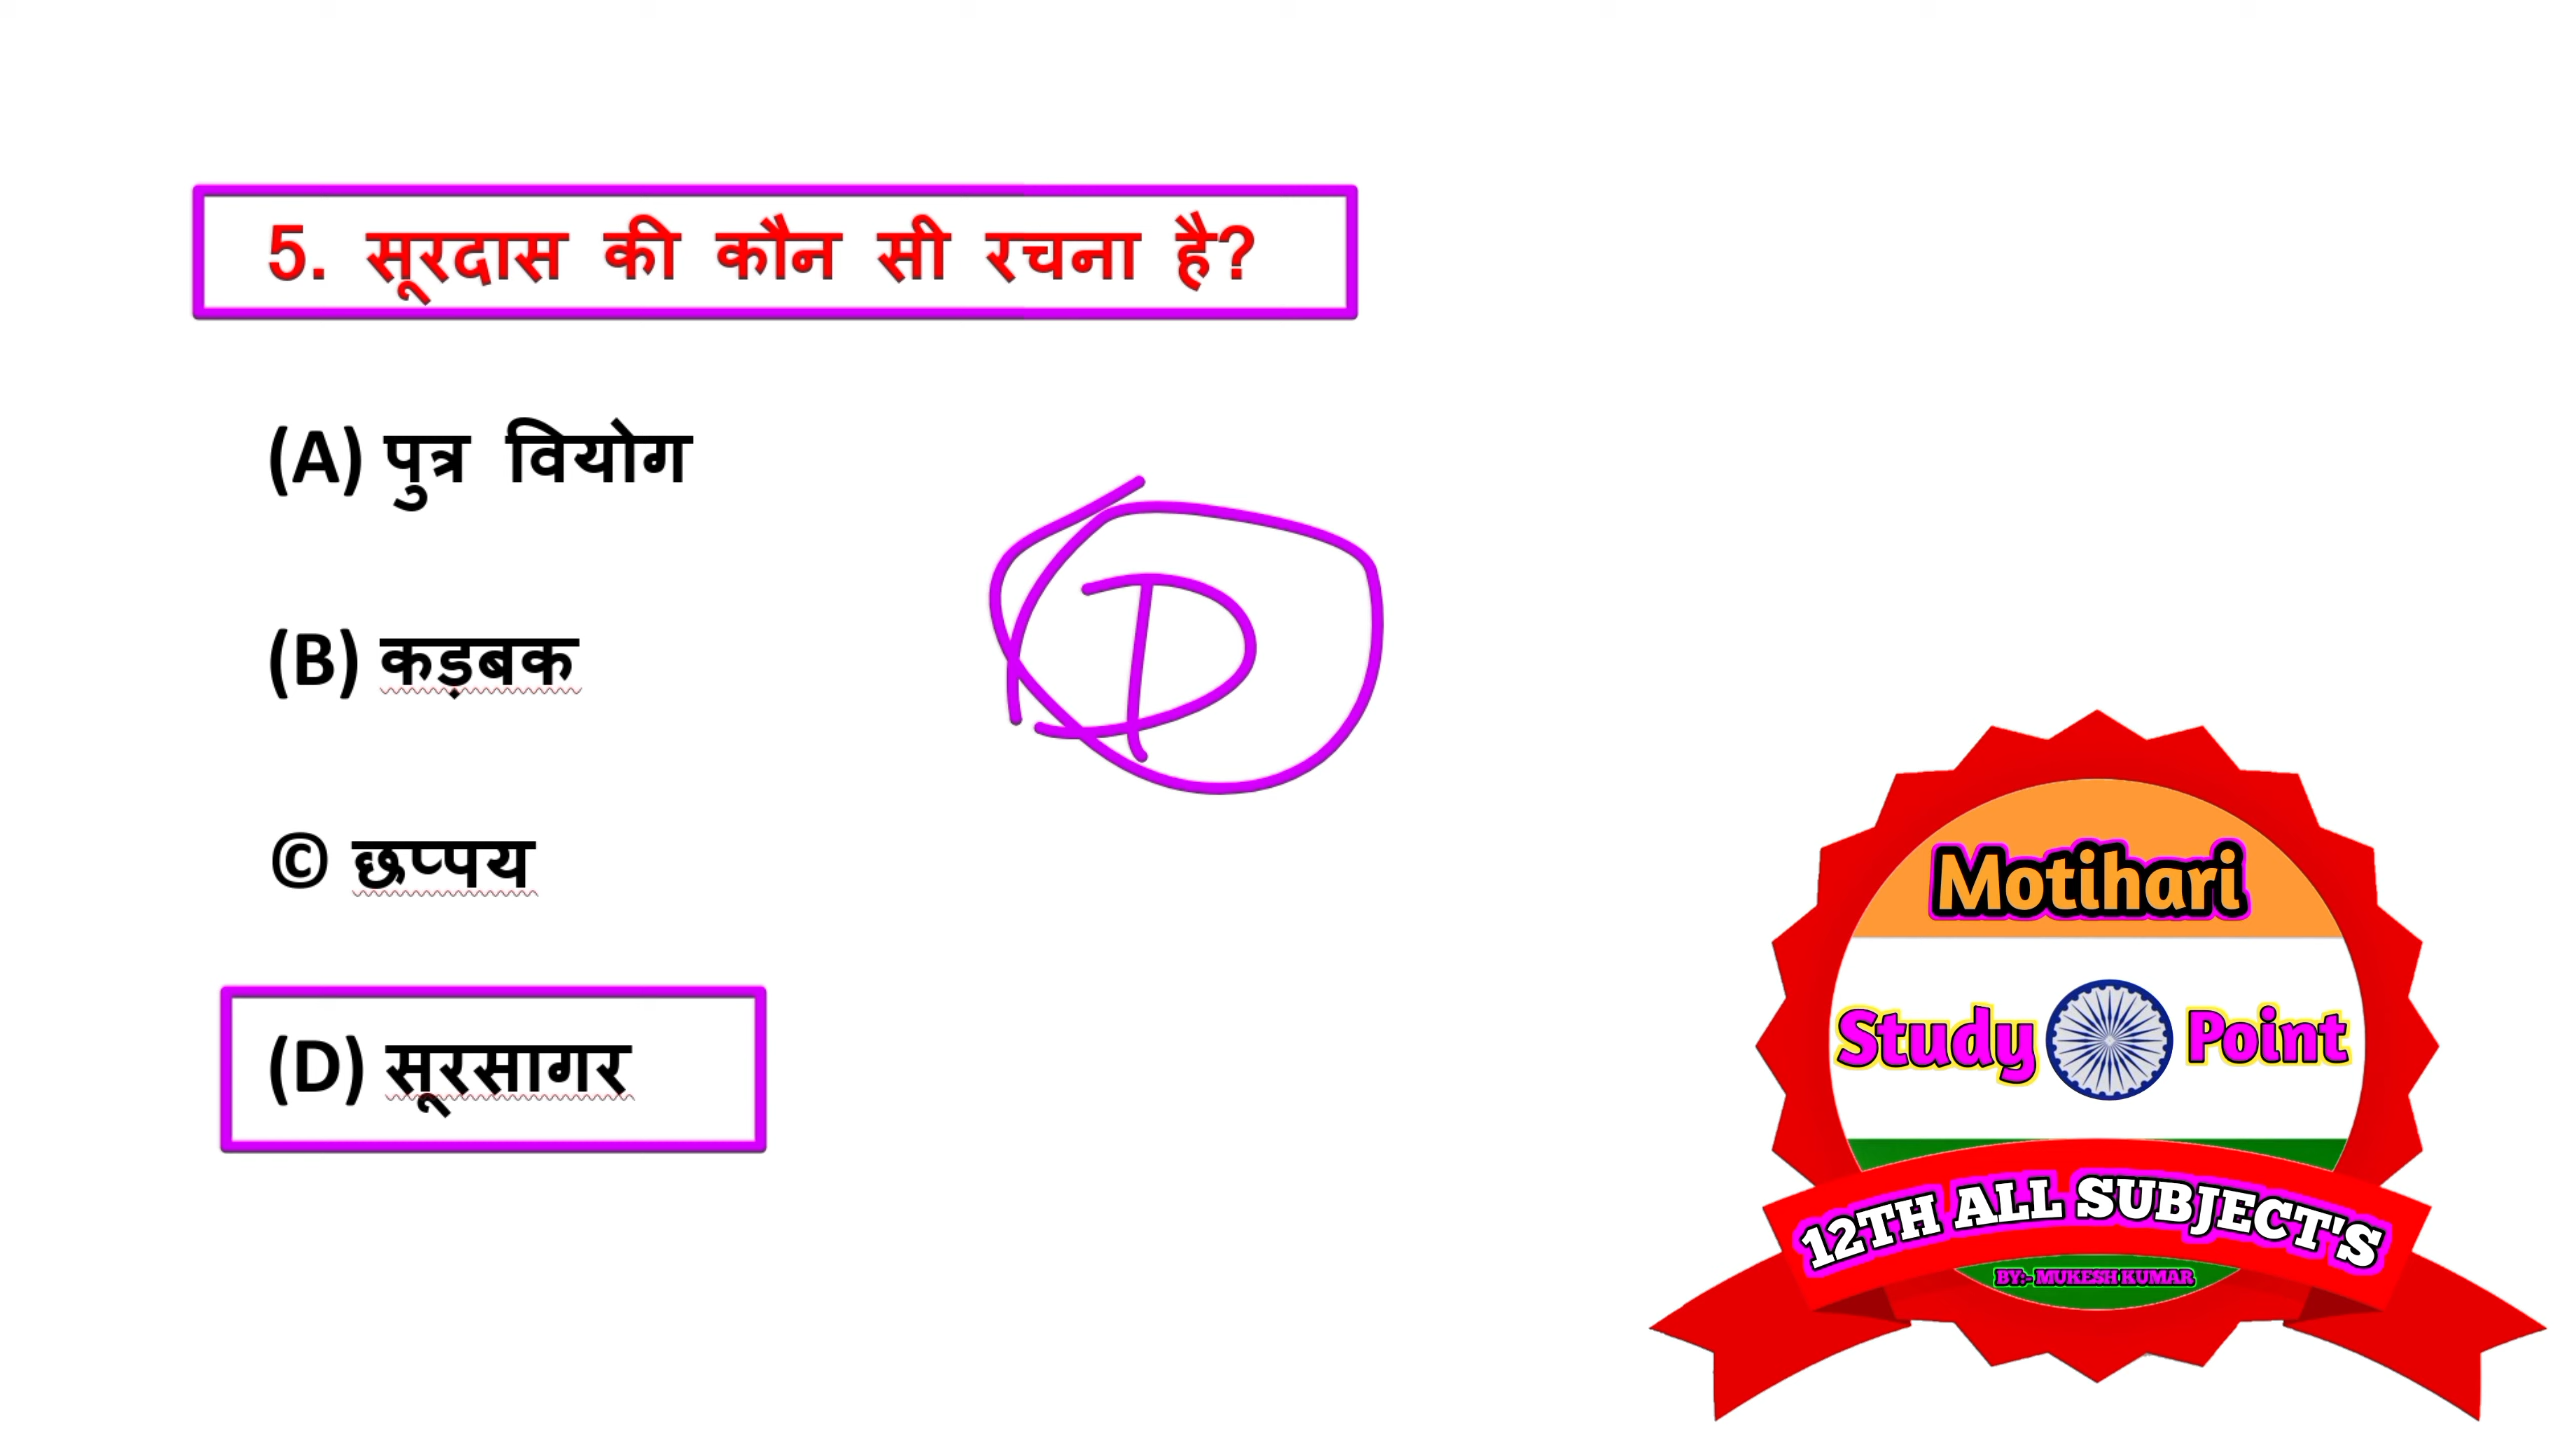 5. सूरदास की कौन सी रचना है?
(A) पुत्र वियोग
(B) कड़बक
© छप्पय
(D) सूरसागर
D
Motihari
Study Point
12TH ALL SUBJECT'S
BY:- MUKESH KUMAR